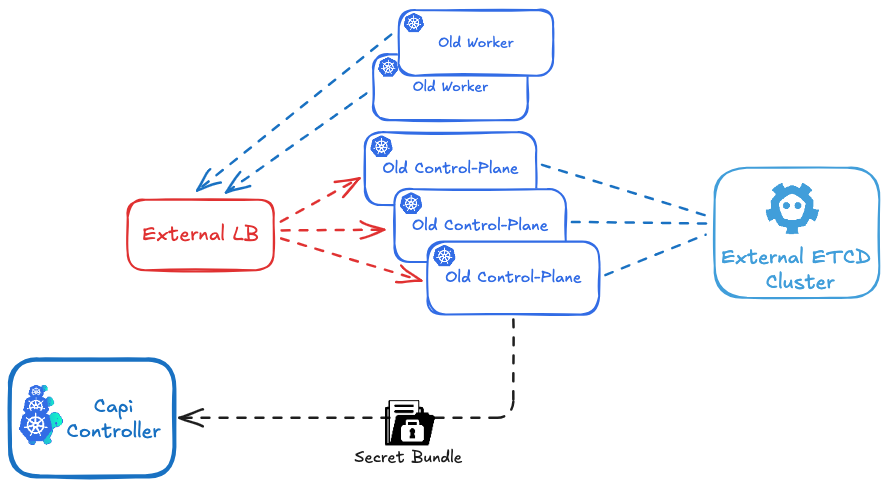 Old Worker
Old Worker
Old Control-Plane
Old Control-Plane
Old Control-Plane
External LB
External ETCD
Cluster
Capi
Controller
Secret Bundle